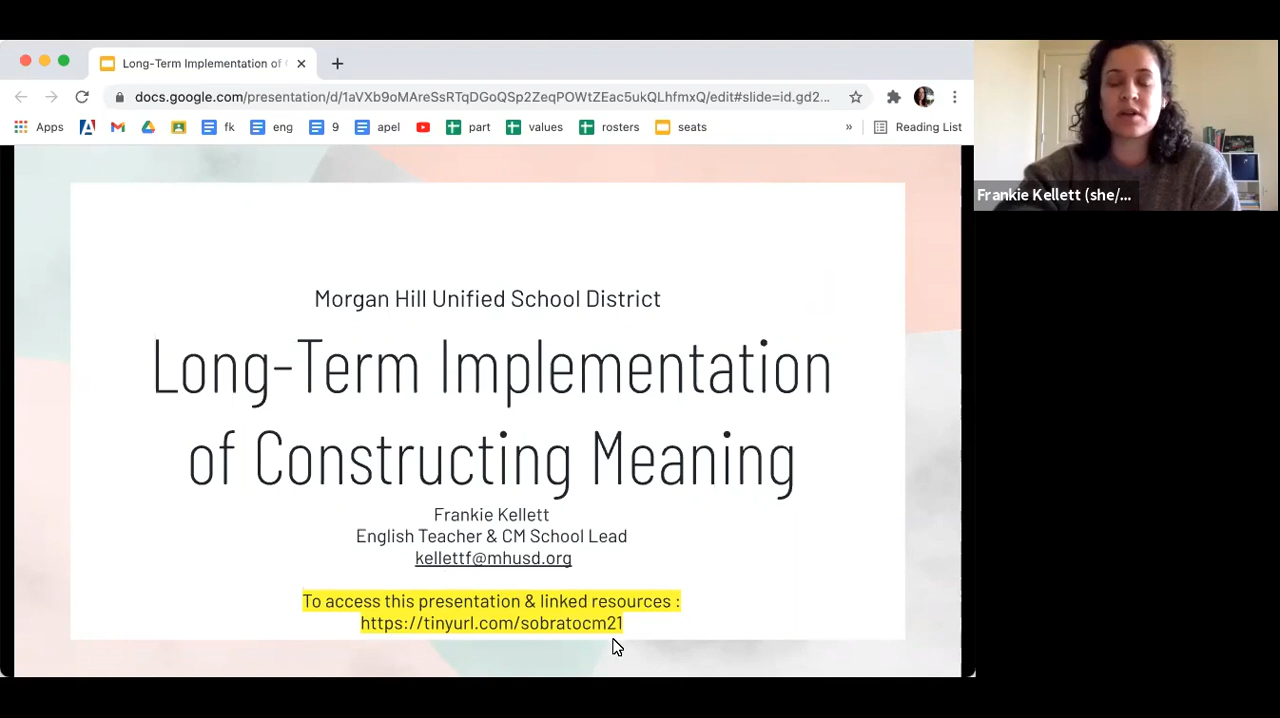 Long-Term Implementation of
docs.google.com/presentation/d/1aVXb9oMAreSsRTqDGoQSp2ZeqPOWtZEac5ukQLhfmxQ/edit#slide=id.gd2...
Apps fk eng 9 apel part values rosters seats » Reading List
Frankie Kellett (she/...
Morgan Hill Unified School District
Long-Term Implementation
of Constructing Meaning
Frankie Kellett
English Teacher & CM School Lead
kellettf@mhusd.org
To access this presentation & linked resources :
https://tinyurl.com/sobratocm21